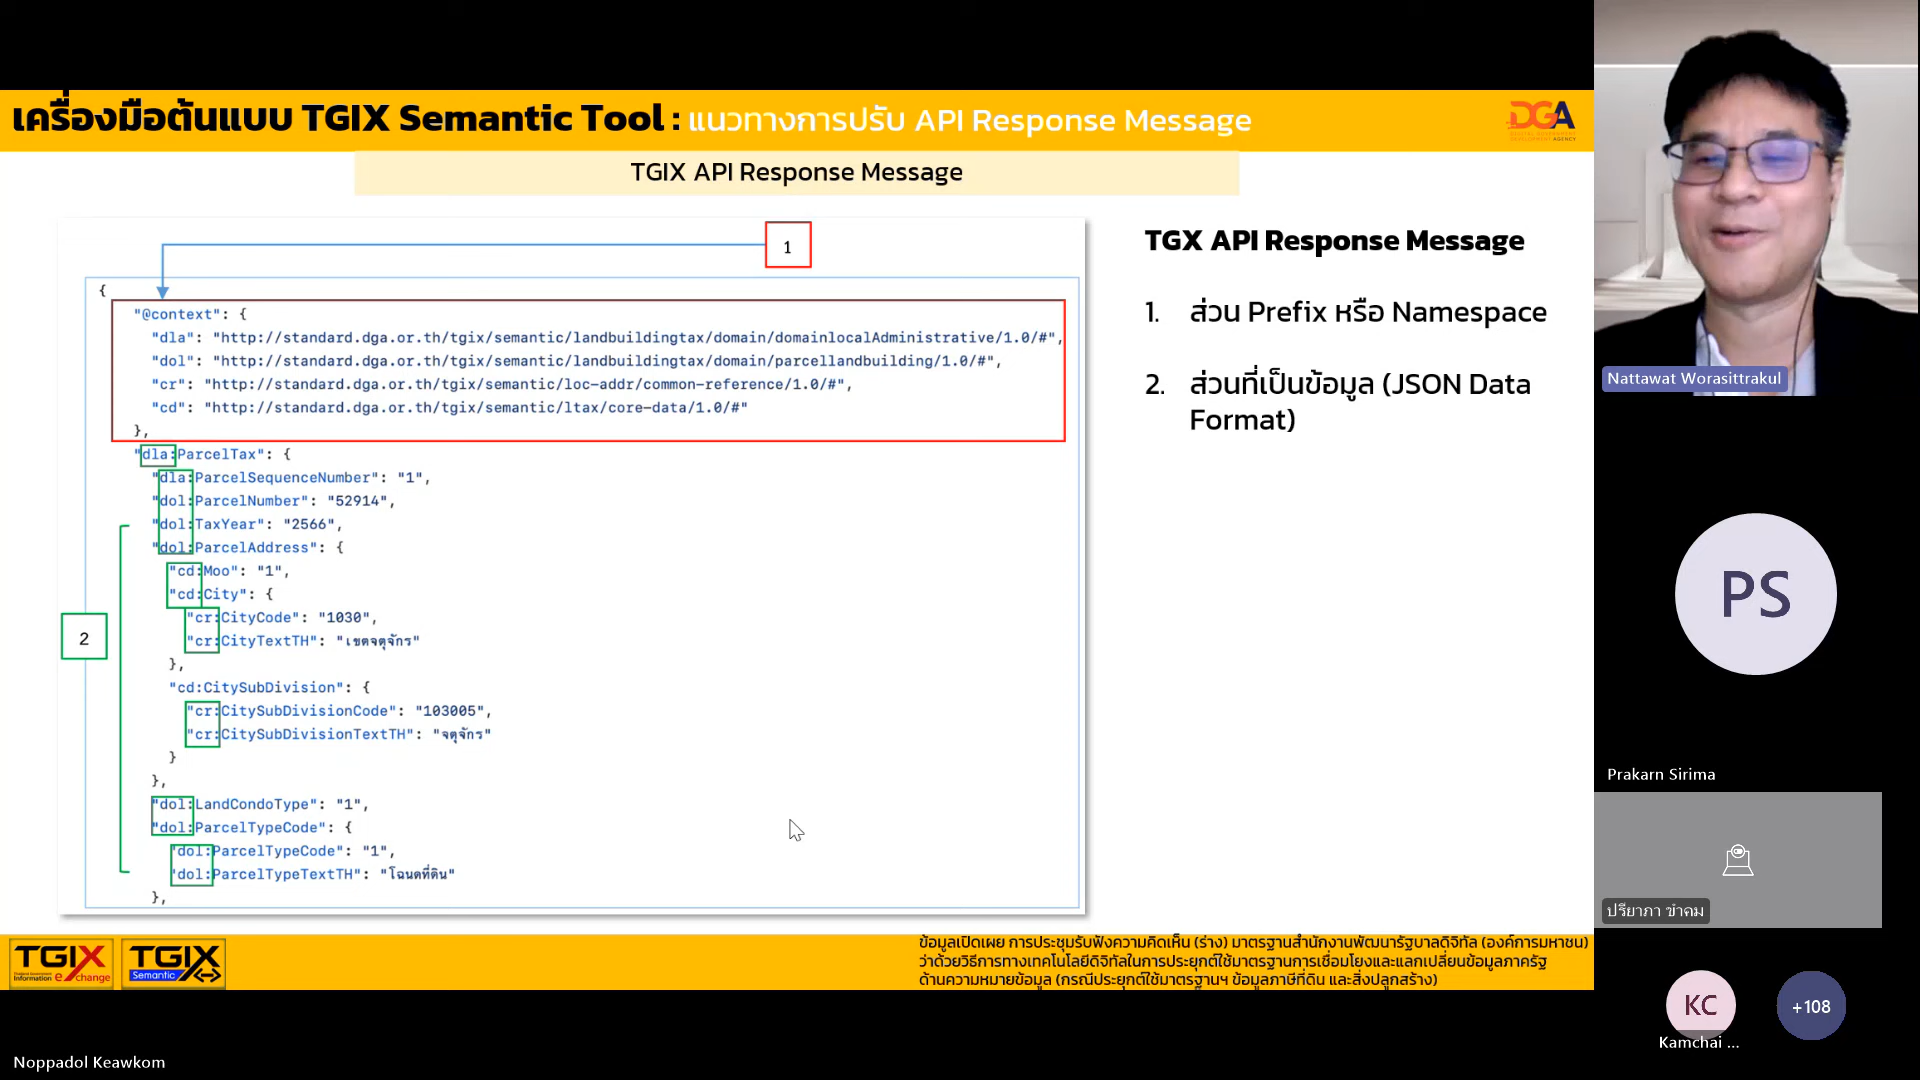 เครื่องมือต้นแบบ TGIX Semantic Tool : แนวทางการปรับ API Response Message
DGA
TGIX API Response Message
1
{
"@context": {
"dla": "http://standard.dga.or.th/tgix/semantic/landbuildingtax/domain/domainlocalAdministrative/1.0/#",
"dol": "http://standard.dga.or.th/tgix/semantic/landbuildingtax/domain/parcellandbuilding/1.0/#",
"cr": "http://standard.dga.or.th/tgix/semantic/loc-addr/common-reference/1.0/#",
"cd": "http://standard.dga.or.th/tgix/semantic/ltax/core-data/1.0/#"
},
"dla:ParcelTax": {
"dla:ParcelSequenceNumber": "1",
"dol:ParcelNumber": "52914",
"dol:TaxYear": "2566",
"dol:ParcelAddress": {
"cd:Moo": "1",
"cd:City": {
"cr:CityCode": "1030",
"cr:CityTextTH": "เขตจตุจักร"
},
"cd:CitySubDivision": {
"cr:CitySubDivisionCode": "103005",
"cr:CitySubDivisionTextTH": "จตุจักร"
}
},
"dol:LandCondoType": "1",
"dol:ParcelTypeCode": {
"dol:ParcelTypeCode": "1",
"dol:ParcelTypeTextTH": "โฉนดที่ดิน"
},
2
TGX API Response Message
1. ส่วน Prefix หรือ Namespace
2. ส่วนที่เป็นข้อมูล (JSON Data
Format)
TGIX
exchange
TGIX
Semantic
ข้อมูลเปิดเผย การประชุมรับฟังความคิดเห็น (ร่าง) มาตรฐานสำนักงานพัฒนารัฐบาลดิจิทัล (องค์การมหาชน)
ว่าด้วยวิธีการทางเทคโนโลยีดิจิทัลในการประยุกต์ใช้มาตรฐานการเชื่อมโยงและแลกเปลี่ยนข้อมูลภาครัฐ
ด้านความหมายข้อมูล (กรณีประยุกต์ใช้มาตรฐานฯ ข้อมูลภาษีที่ดิน และสิ่งปลูกสร้าง)
Noppadol Keawkom
Nattawat Worasittrakul
PS
Prakarn Sirima
ปรียาภา ขำคม
KC
Kamchai ...
+108